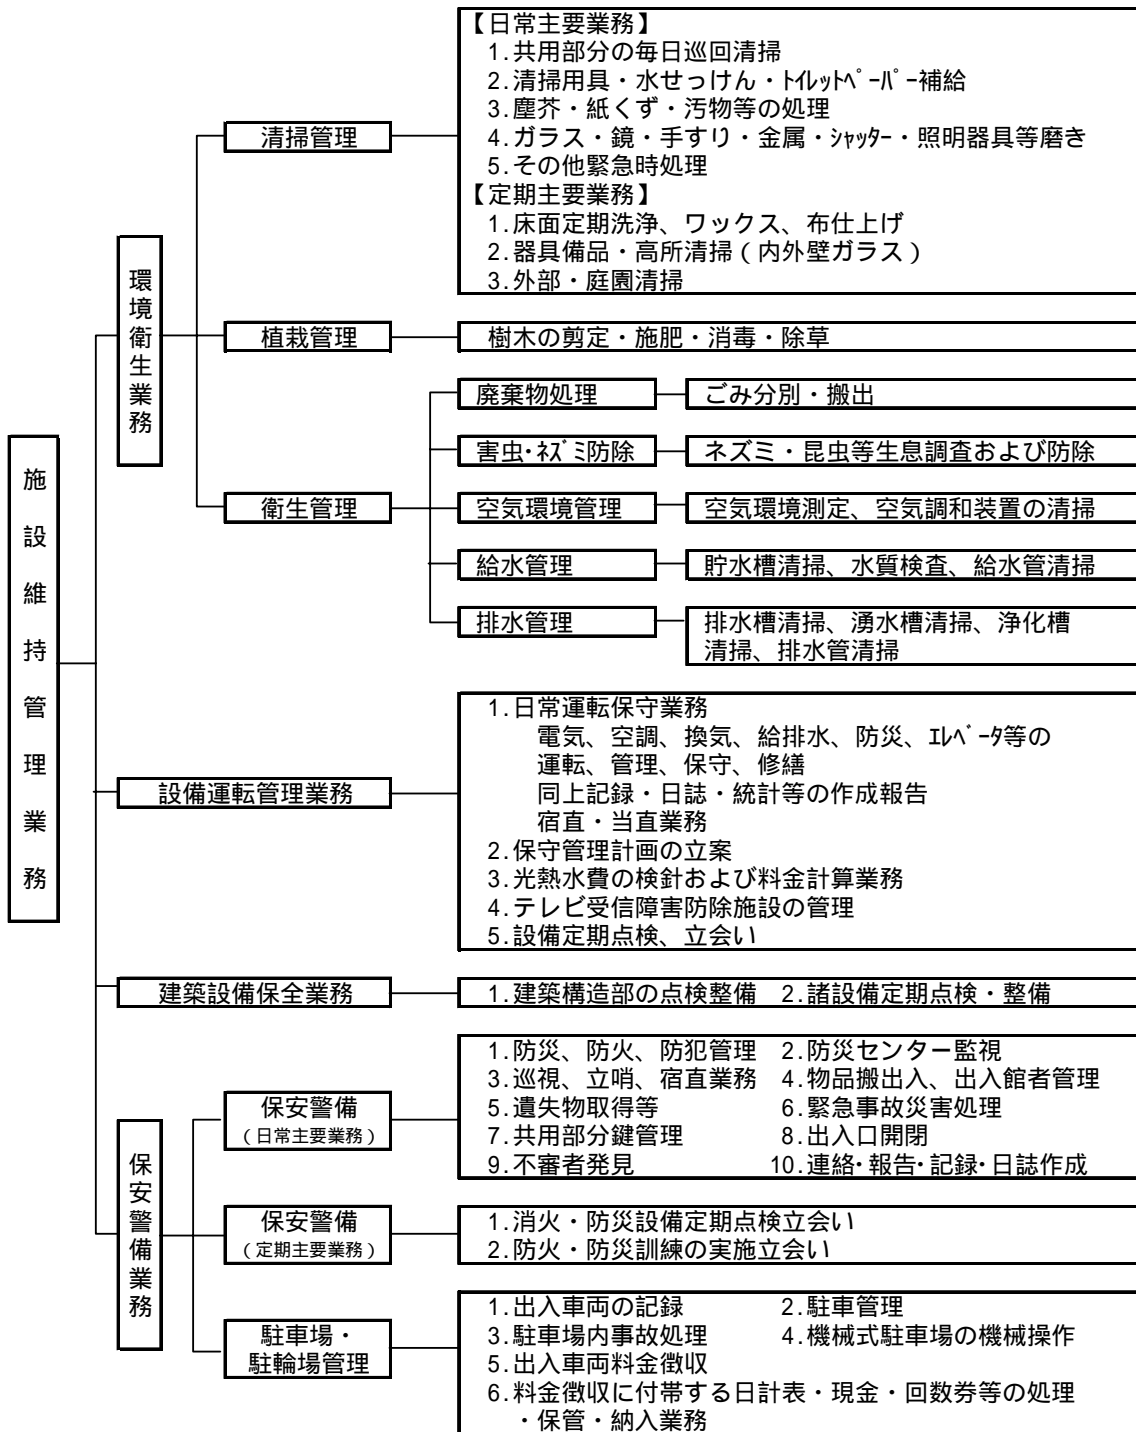 施設維持管理業務
環境衛生業務
清掃管理
【日常主要業務】
1.共用部分の毎日巡回清掃
2.清掃用具・水せっけん・ﾄｲﾚｯﾄﾍﾟｰﾊﾟｰ補給
3.塵芥・紙くず・汚物等の処理
4.ガラス・鏡・手すり・金属・ｼｬｯﾀｰ・照明器具等磨き
5.その他緊急時処理
【定期主要業務】
1.床面定期洗浄、ワックス、布仕上げ
2.器具備品・高所清掃(内外壁ガラス)
3.外部・庭園清掃
植栽管理
樹木の剪定・施肥・消毒・除草
衛生管理
廃棄物処理
ごみ分別・搬出
害虫･ﾈｽﾞﾐ防除
ネズミ・昆虫等生息調査および防除
空気環境管理
空気環境測定、空気調和装置の清掃
給水管理
貯水槽清掃、水質検査、給水管清掃
排水管理
排水槽清掃、湧水槽清掃、浄化槽
清掃、排水管清掃
設備運転管理業務
1.日常運転保守業務
電気、空調、換気、給排水、防災、ｴﾚﾍﾞｰﾀ等の
運転、管理、保守、修繕
同上記録・日誌・統計等の作成報告
宿直・当直業務
2.保守管理計画の立案
3.光熱水費の検針および料金計算業務
4.テレビ受信障害防除施設の管理
5.設備定期点検、立会い
建築設備保全業務
1.建築構造部の点検整備 2.諸設備定期点検・整備
保安警備業務
保安警備
(日常主要業務)
1.防災、防火、防犯管理 2.防災センター監視
3.巡視、立哨、宿直業務 4.物品搬出入、出入館者管理
5.遺失物取得等 6.緊急事故災害処理
7.共用部分鍵管理 8.出入口開閉
9.不審者発見 10.連絡･報告･記録･日誌作成
保安警備
(定期主要業務)
1.消火・防災設備定期点検立会い
2.防火・防災訓練の実施立会い
駐車場・
駐輪場管理
1.出入車両の記録 2.駐車管理
3.駐車場内事故処理 4.機械式駐車場の機械操作
5.出入車両料金徴収
6.料金徴収に付帯する日計表・現金・回数券等の処理
・保管・納入業務